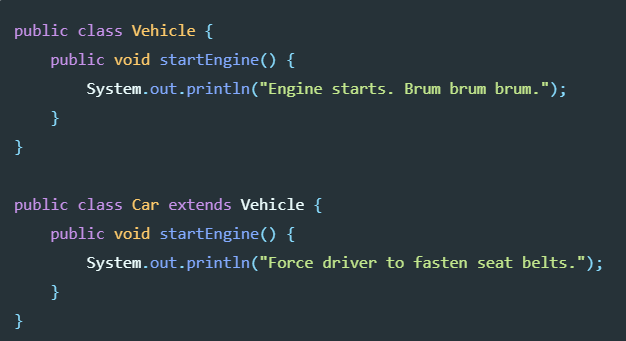 public class Vehicle {
    public void startEngine() {
        System.out.println("Engine starts. Brum brum brum.");
    }
}

public class Car extends Vehicle {
    public void startEngine() {
        System.out.println("Force driver to fasten seat belts.");
    }
}